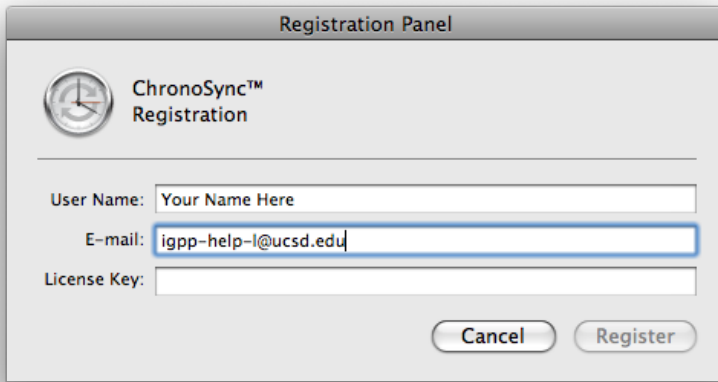 Registration Panel
ChronoSync™
Registration
User Name: Your Name Here
E-mail: igpp-help-l@ucsd.edu
License Key:
Cancel Register